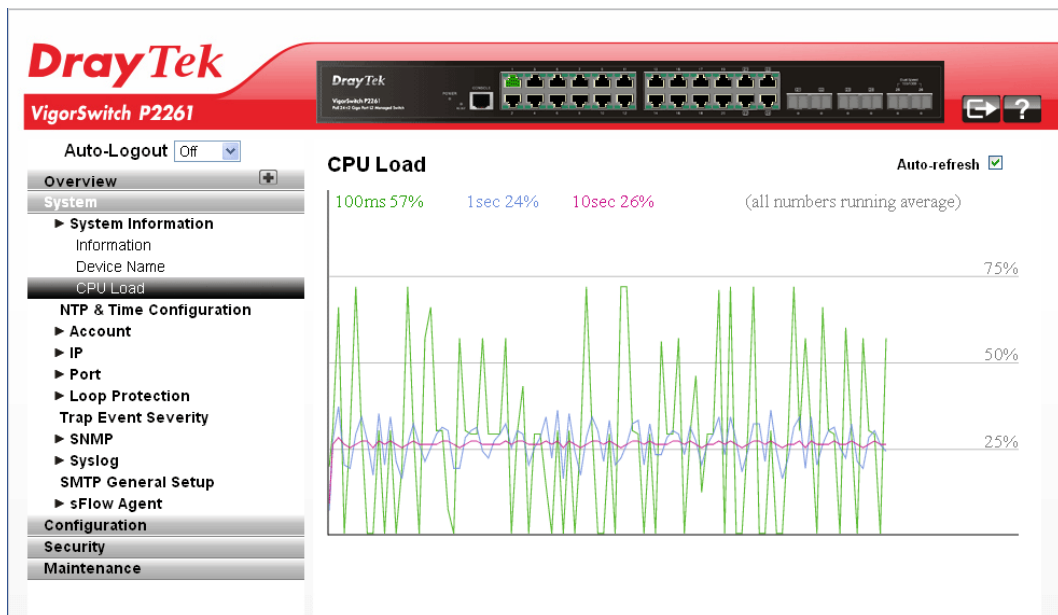 DrayTek
VigorSwitch P2261
DrayTek
VigorSwitch P2261
POWER
CONSOLE
Auto-Logout Off
Overview
System
System Information
Information
Device Name
CPU Load
NTP & Time Configuration
Account
IP
Port
Loop Protection
Trap Event Severity
SNMP
Syslog
SMTP General Setup
sFlow Agent
Configuration
Security
Maintenance
CPU Load
Auto-refresh
100ms 57% 1sec 24% 10sec 26% (all numbers running average)
75%
50%
25%
?